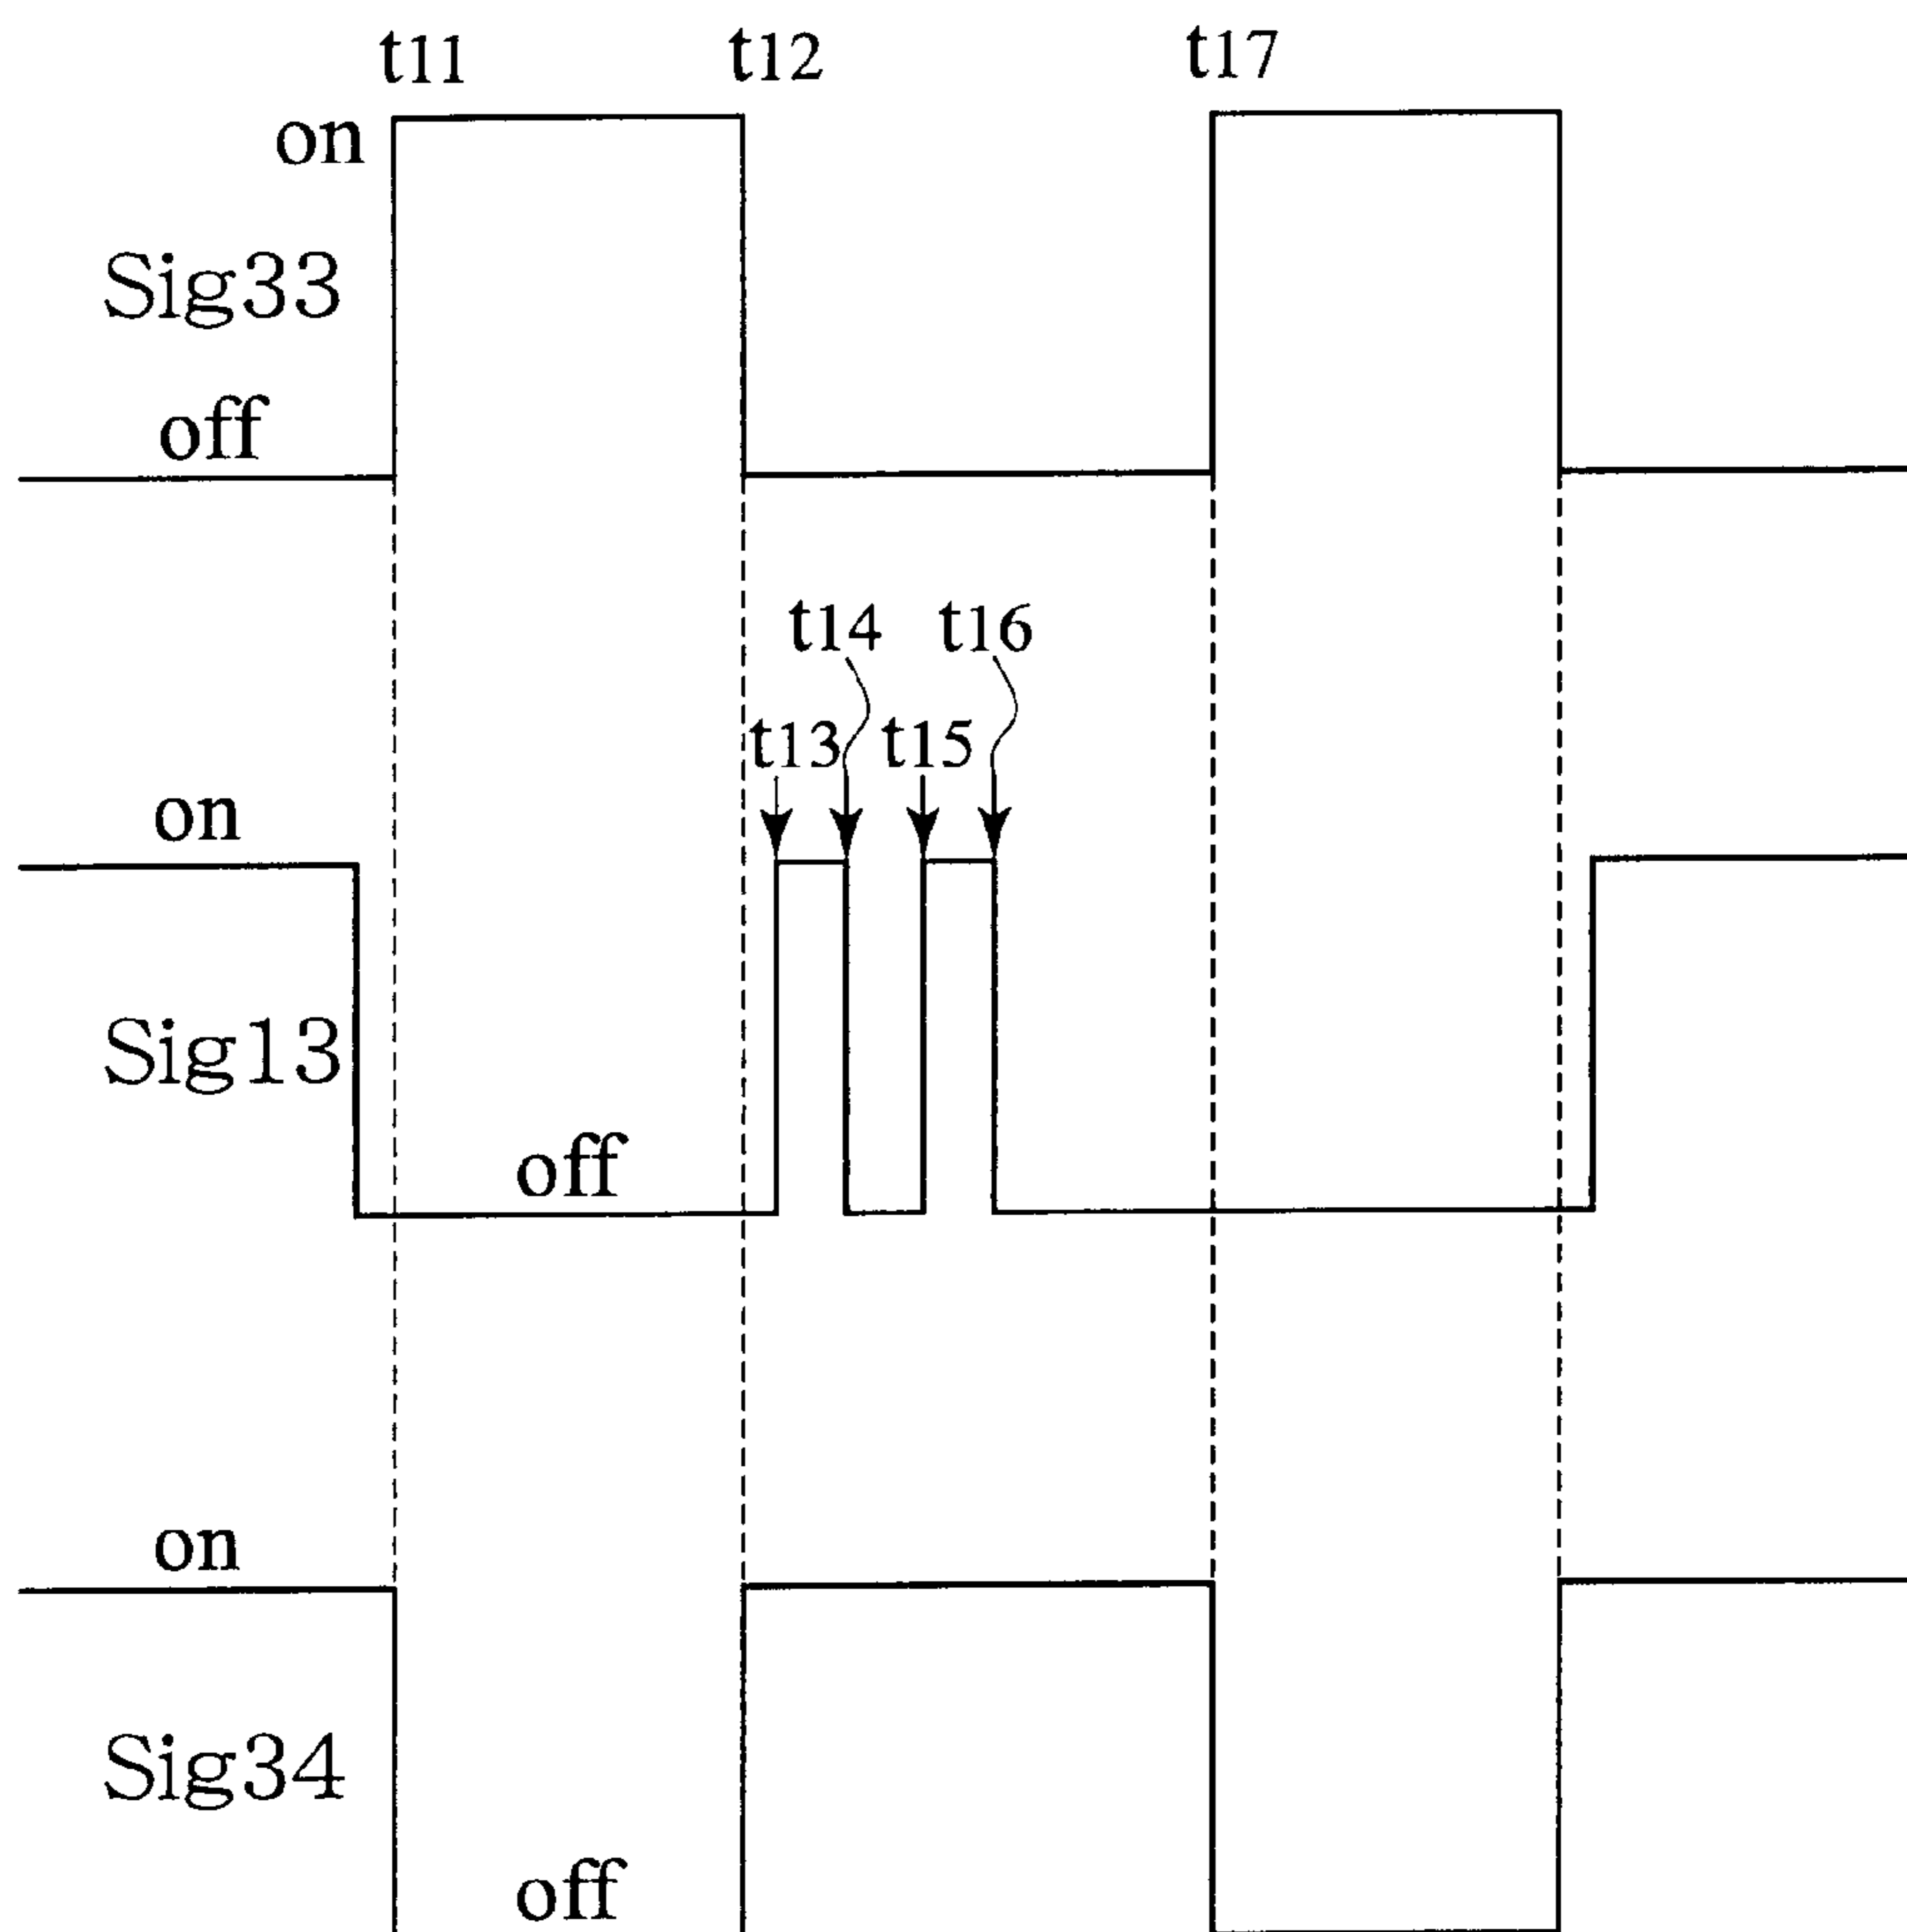 t11 t12 t17
on
Sig33
off
t14 t16
t13 t15
on
Sig13
off
on
Sig34
off